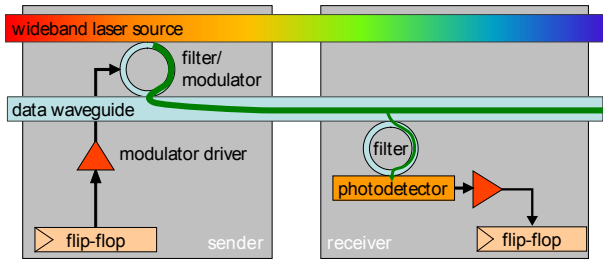 wideband laser source
filter/
modulator
data waveguide
modulator driver
filter
photodetector
flip-flop
sender
receiver
flip-flop